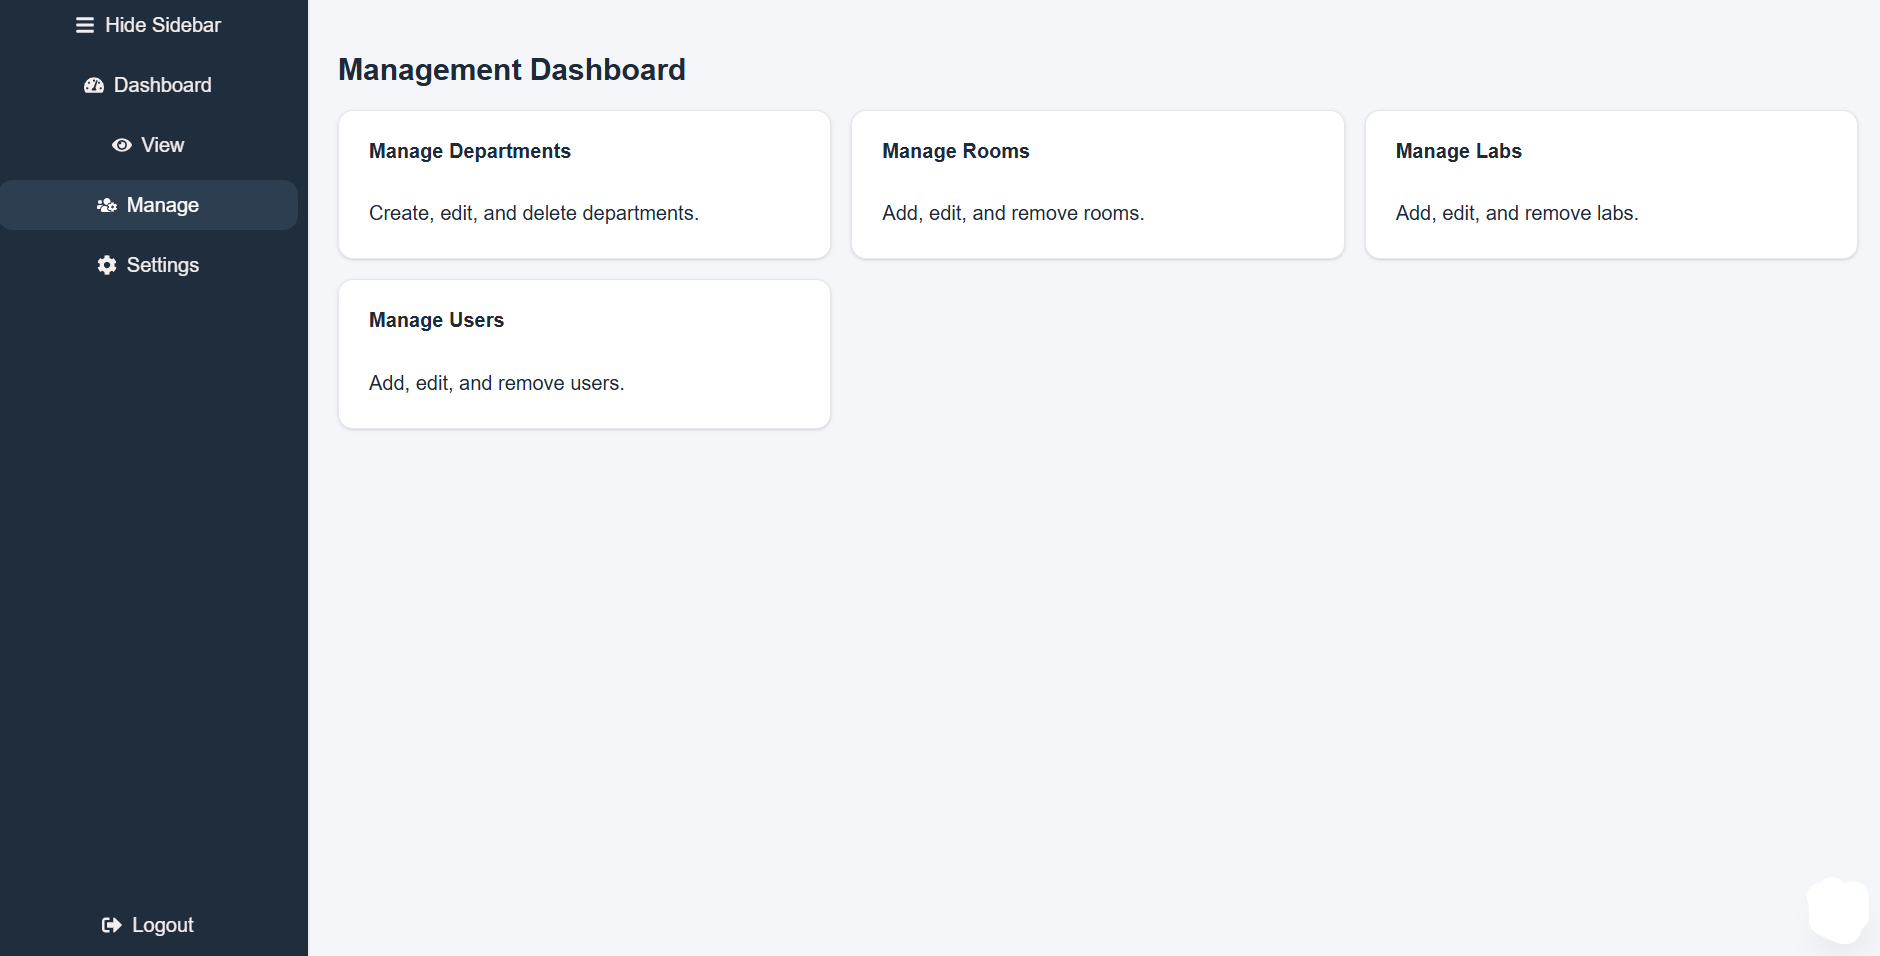 Hide Sidebar
Dashboard
View
Manage
Settings
Logout
Management Dashboard
Manage Departments
Create, edit, and delete departments.
Manage Rooms
Add, edit, and remove rooms.
Manage Labs
Add, edit, and remove labs.
Manage Users
Add, edit, and remove users.